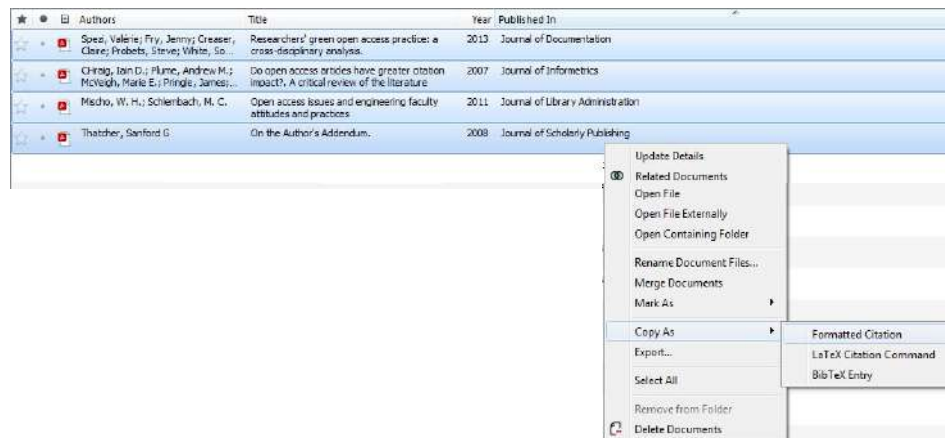 Authors Title Year Published In
Spezi, Valérie; Fry, Jenny; Creaser, Claire; Probets, Steve; White, So...
Researchers' green open access practice: a cross-disciplinary analysis.
2013 Journal of Documentation
CHraig, Iain D.; Plume, Andrew M.; McVeigh, Marie E.; Pringle, James;...
Do open access articles have greater citation impact?. A critical review of the literature
2007 Journal of Informetrics
Mischo, W. H.; Schlembach, M. C.
Open access issues and engineering faculty attitudes and practices
2011 Journal of Library Administration
Thatcher, Sanford G
On the Author's Addendum.
2008 Journal of Scholarly Publishing
Update Details
Related Documents
Open File
Open File Externally
Open Containing Folder
Rename Document Files...
Merge Documents
Mark As
Copy As
Formatted Citation
LaTeX Citation Command
BibTeX Entry
Export...
Select All
Remove from Folder
Delete Documents